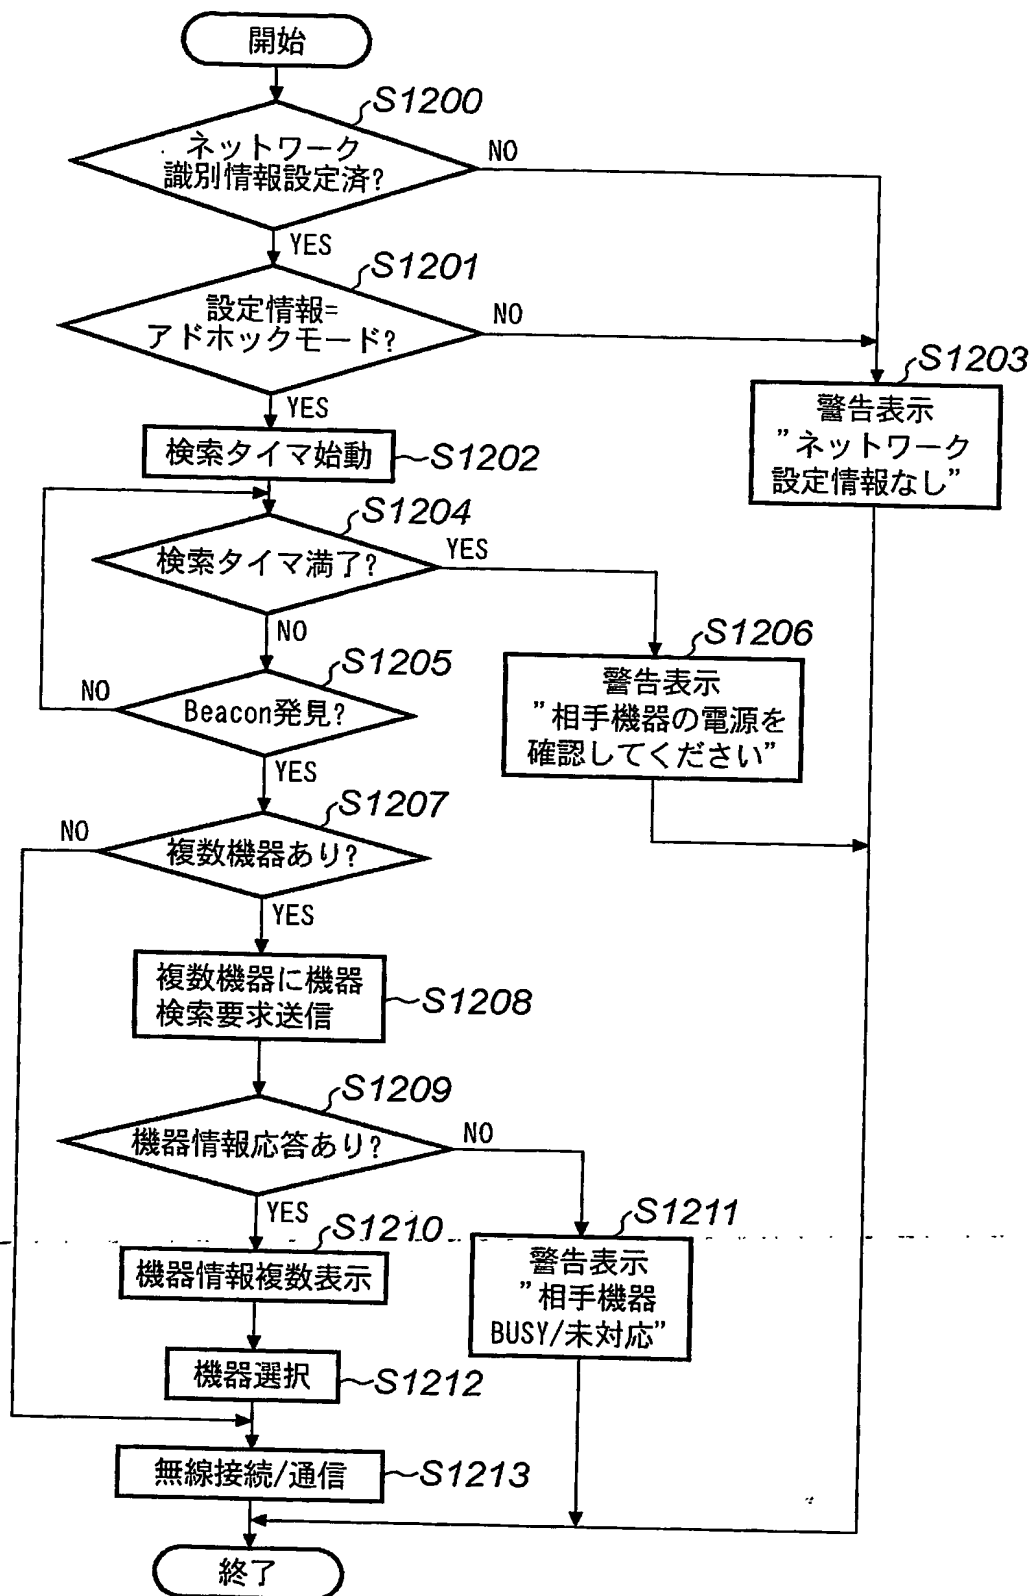 開始
S1200
ネットワーク
識別情報設定済?
NO
YES
S1201
設定情報=
アドホックモード?
NO
YES
S1203
警告表示
”ネットワーク
設定情報なし”
検索タイマ始動
S1202
S1204
検索タイマ満了?
YES
NO
S1205
Beacon発見?
NO
YES
S1206
警告表示
”相手機器の電源を
確認してください”
S1207
複数機器あり?
NO
YES
複数機器に機器
検索要求送信
S1208
S1209
機器情報応答あり?
NO
YES
S1210
機器情報複数表示
S1211
警告表示
”相手機器
BUSY/未対応”
機器選択
S1212
無線接続/通信
S1213
終了